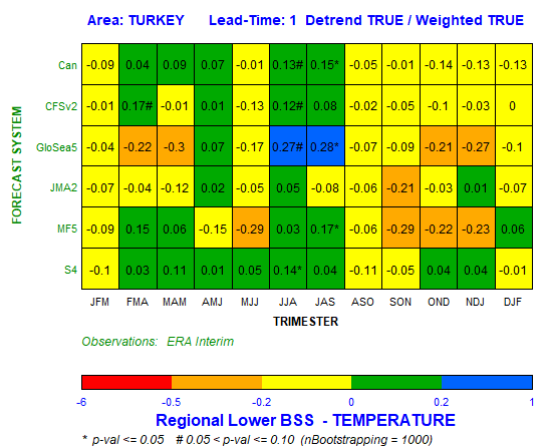 Area: TURKEY Lead-Time: 1 Detrend TRUE / Weighted TRUE
FORECAST SYSTEM
Can -0.09 0.04 0.09 0.07 -0.01 0.13# 0.15* -0.05 -0.01 -0.14 -0.13 -0.13
CFSv2 -0.01 0.17# -0.01 0.01 -0.13 0.12# 0.08 -0.02 -0.05 -0.1 -0.03 0
GloSea5 -0.04 -0.22 -0.3 0.07 -0.17 0.27# 0.28* -0.07 -0.09 -0.21 -0.27 -0.1
JMA2 -0.07 -0.04 -0.12 0.02 -0.05 0.05 -0.08 -0.06 -0.21 -0.03 0.01 -0.07
MF5 -0.09 0.15 0.06 -0.15 -0.29 0.03 0.17* -0.06 -0.29 -0.22 -0.23 0.06
S4 -0.1 0.03 0.11 0.01 0.05 0.14* 0.04 -0.11 -0.05 0.04 0.04 -0.01
JFM FMA MAM AMJ MJJ JJA JAS ASO SON OND NDJ DJF
TRIMESTER
Observations: ERA Interim
-6 -0.5 -0.2 0 0.2 1
Regional Lower BSS - TEMPERATURE
* p-val <= 0.05 # 0.05 < p-val <= 0.10 (nBootstrapping = 1000)